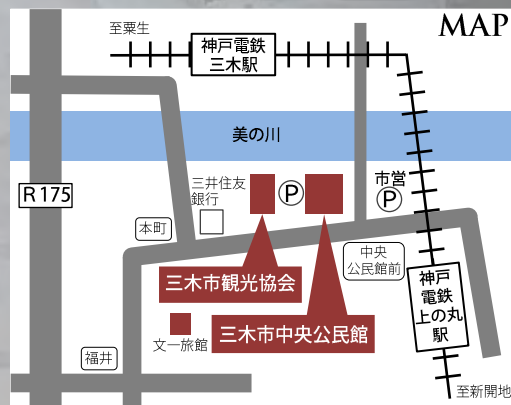 MAP
至粟生
神戸電鉄
三木駅
美の川
R 175
三井住友
銀行
P
市営
P
本町
中央
公民館前
三木市観光協会
神戸
電鉄
上の丸
駅
三木市中央公民館
文一旅館
福井
至新開地